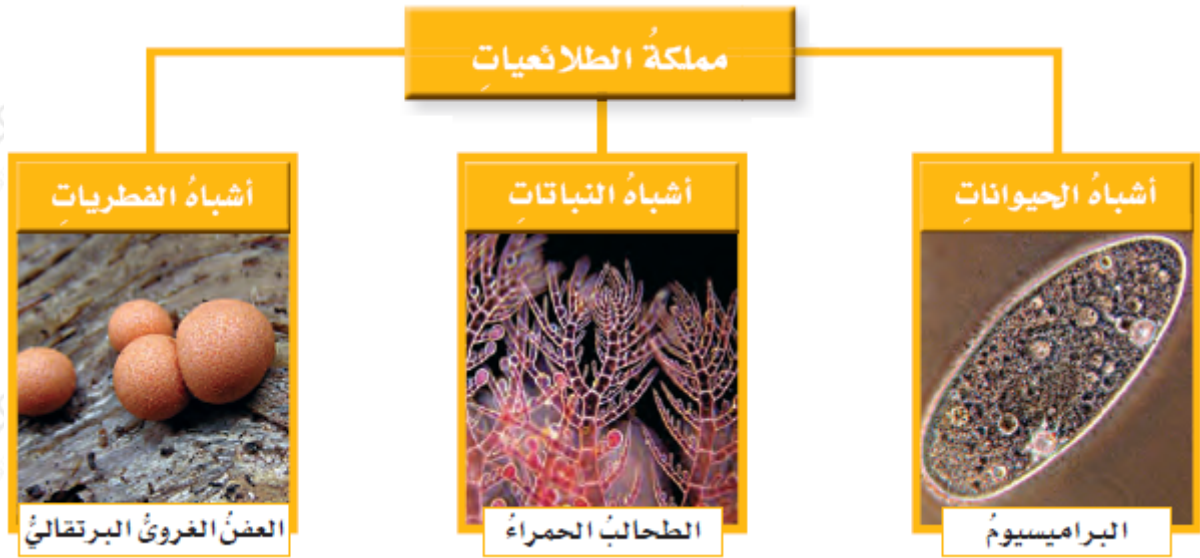 مملكةُ الطلائعياتِ
أشباهُ الحيواناتِ
أشباهُ النباتاتِ
أشباهُ الفطرياتِ
البراميسيومُ
الطحالبُ الحمراءُ
العفنُ الغرويُّ البرتقاليُّ